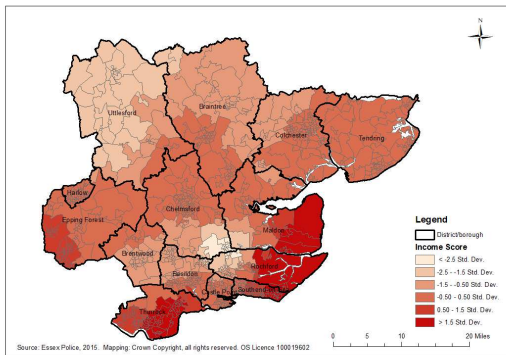 N
Uttlesford
Braintree
Colchester
Tendring
Harlow
Epping Forest
Chelmsford
Maldon
Brentwood
Basildon
Rochford
Castle Point
Southend-on-Sea
Thurrock
Legend
District/borough
Income Score
< -2.5 Std. Dev.
-2.5 - -1.5 Std. Dev.
-1.5 - -0.50 Std. Dev.
-0.50 - 0.50 Std. Dev.
0.50 - 1.5 Std. Dev.
> 1.5 Std. Dev.
0 5 10 20 Miles
Source: Essex Police, 2015. Mapping: Crown Copyright, all rights reserved. OS Licence 100019602